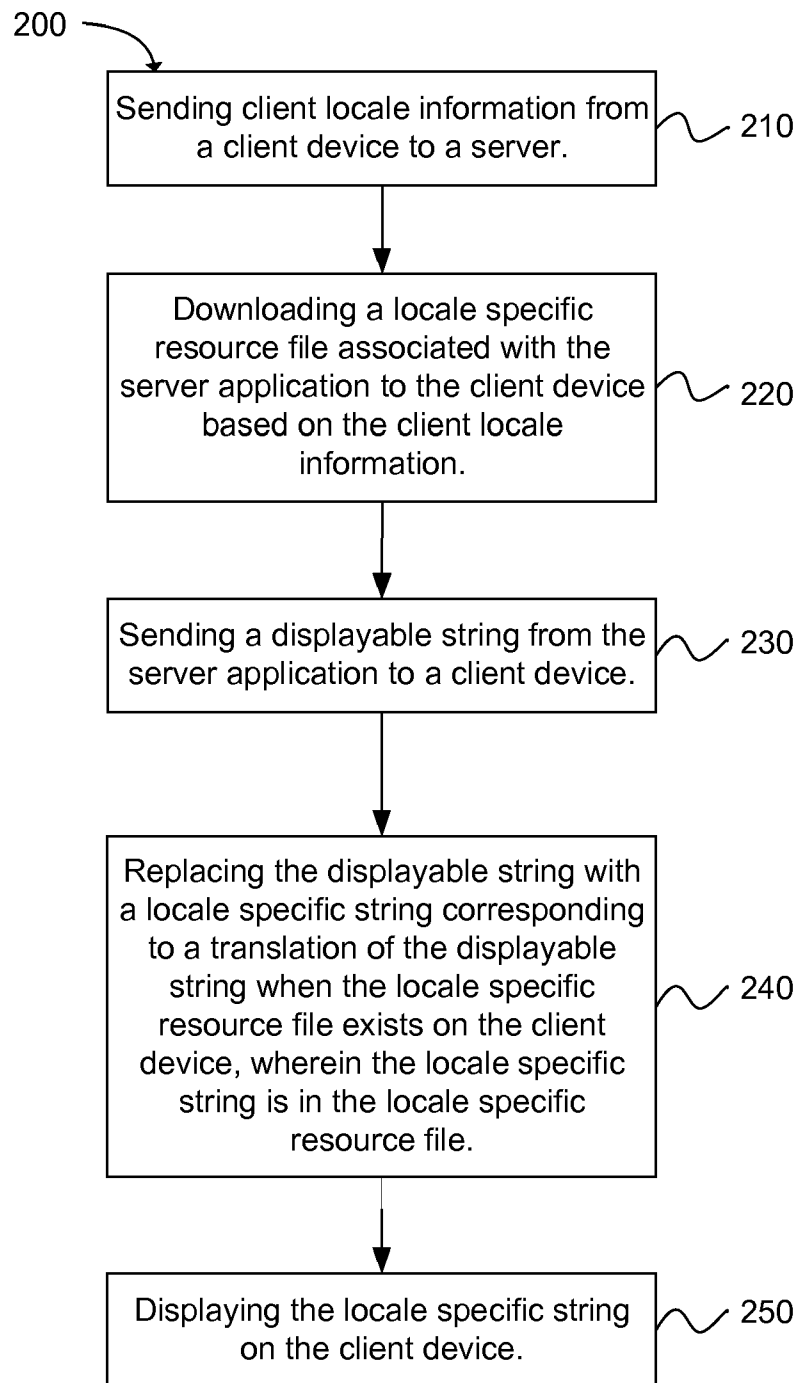 200
Sending client locale information from
a client device to a server.
210
Downloading a locale specific
resource file associated with the
server application to the client device
based on the client locale
information.
220
Sending a displayable string from the
server application to a client device.
230
Replacing the displayable string with
a locale specific string corresponding
to a translation of the displayable
string when the locale specific
resource file exists on the client
device, wherein the locale specific
string is in the locale specific
resource file.
240
Displaying the locale specific string
on the client device.
250